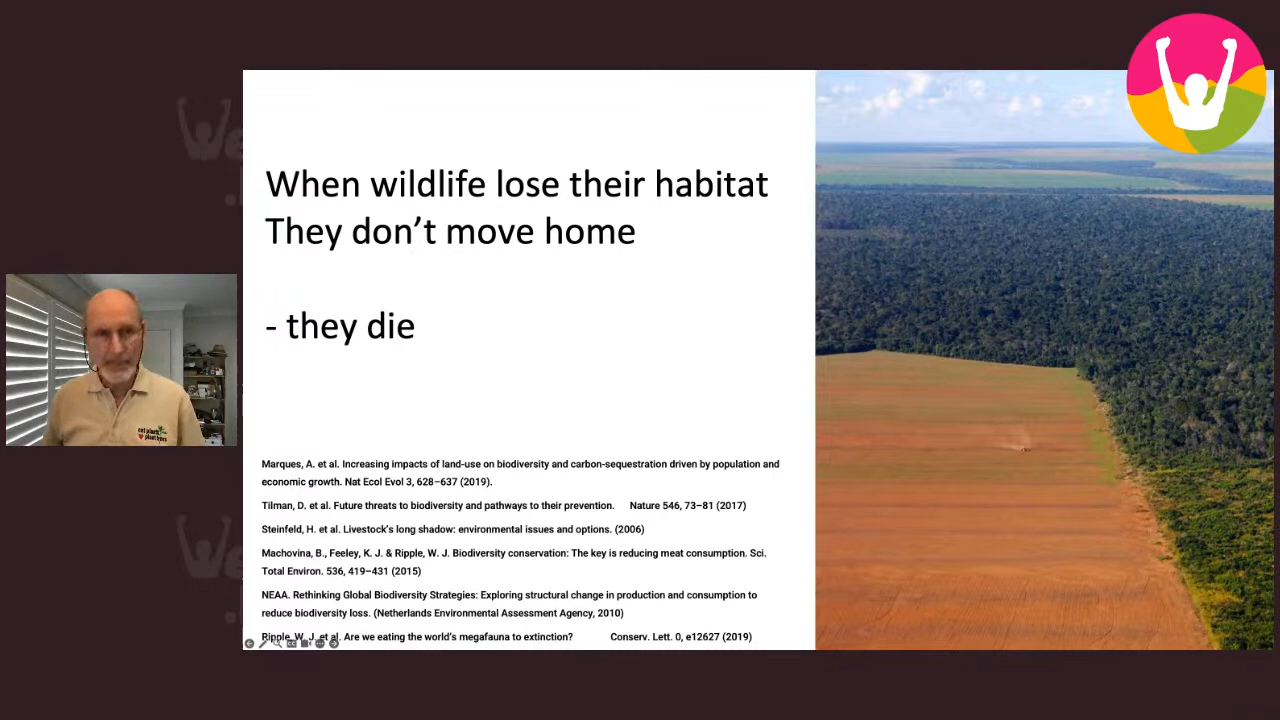 When wildlife lose their habitat
They don’t move home
- they die
Marques, A. et al. Increasing impacts of land-use on biodiversity and carbon-sequestration driven by population and
economic growth. Nat Ecol Evol 3, 628–637 (2019).
Tilman, D. et al. Future threats to biodiversity and pathways to their prevention. Nature 546, 73–81 (2017)
Steinfeld, H. et al. Livestock’s long shadow: environmental issues and options. (2006)
Machovina, B., Feeley, K. J. & Ripple, W. J. Biodiversity conservation: The key is reducing meat consumption. Sci.
Total Environ. 536, 419–431 (2015)
NEAA. Rethinking Global Biodiversity Strategies: Exploring structural change in production and consumption to
reduce biodiversity loss. (Netherlands Environmental Assessment Agency, 2010)
Ripple, W. J. et al. Are we eating the world’s megafauna to extinction? Conserv. Lett. 0, e12627 (2019)
eat plants
plant trees